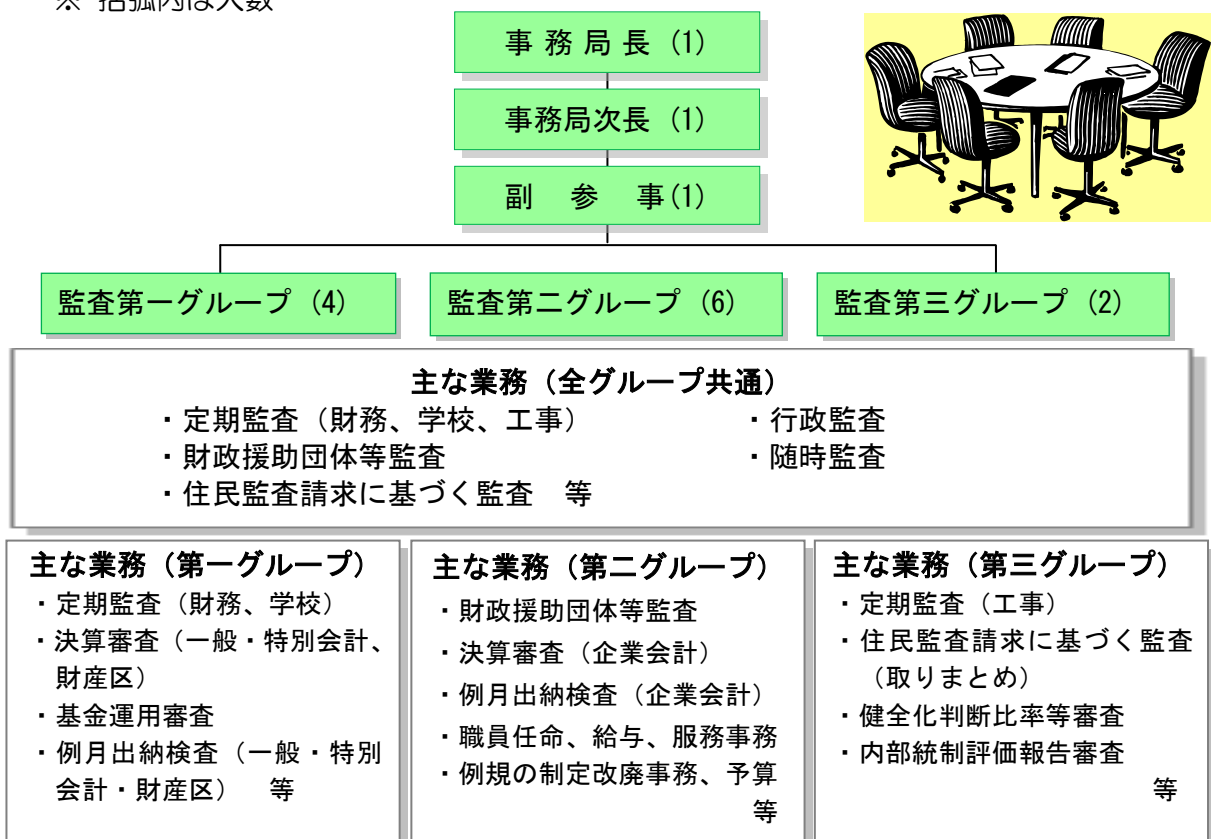 ※ 括弧内は人数
事 務 局 長 (1)
事務局次長 (1)
副　参　事(1)
監査第一グループ (4)
監査第二グループ (6)
監査第三グループ (2)
主な業務（全グループ共通）
・定期監査（財務、学校、工事）
・行政監査
・財政援助団体等監査
・随時監査
・住民監査請求に基づく監査　等
主な業務（第一グループ）
・定期監査（財務、学校）
・決算審査（一般・特別会計、
財産区）
・基金運用審査
・例月出納検査（一般・特別
会計・財産区）　等
主な業務（第二グループ）
・財政援助団体等監査
・決算審査（企業会計）
・例月出納検査（企業会計）
・職員任命、給与、服務事務
・例規の制定改廃事務、予算
等
主な業務（第三グループ）
・定期監査（工事）
・住民監査請求に基づく監査
（取りまとめ）
・健全化判断比率等審査
・内部統制評価報告審査
等